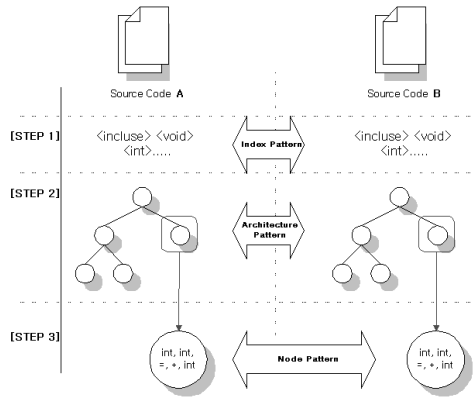 Source Code A
Source Code B
[STEP 1]
<incluse> <void>
<int>.....
Index Pattern
<incluse> <void>
<int>.....
[STEP 2]
Architecture
Pattern
[STEP 3]
int, int,
=, +, int
Node Pattern
int, int,
=, +, int